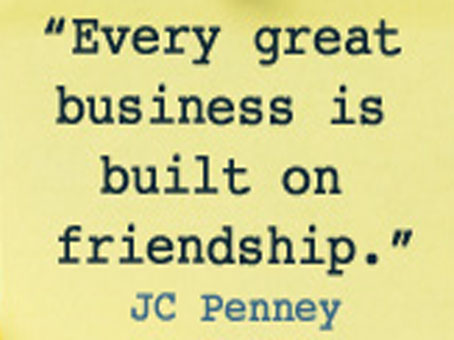 “Every great
business is
built on
friendship.”
JC Penney